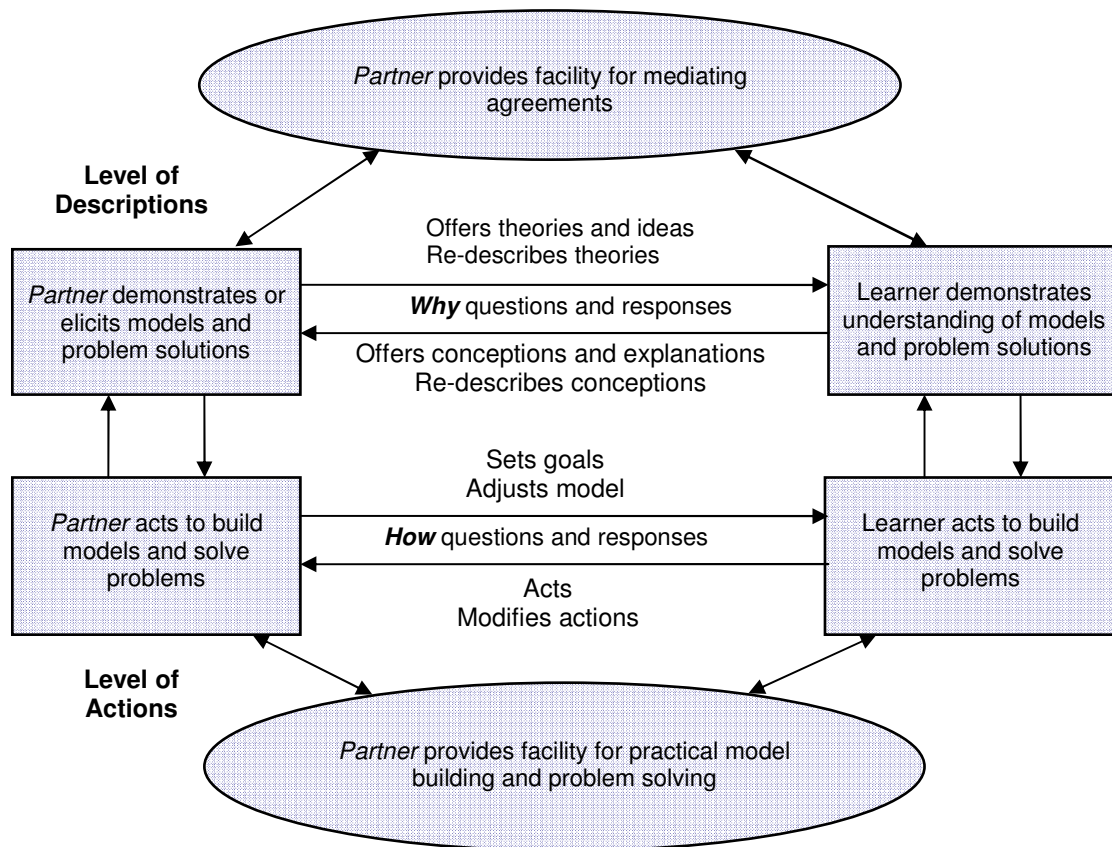 Partner provides facility for mediating
agreements
Level of
Descriptions
Offers theories and ideas
Re-describes theories
Partner demonstrates or
elicits models and
problem solutions
Why questions and responses
Learner demonstrates
understanding of models
and problem solutions
Offers conceptions and explanations
Re-describes conceptions
Sets goals
Adjusts model
Partner acts to build
models and solve
problems
How questions and responses
Learner acts to build
models and solve
problems
Acts
Modifies actions
Level of
Actions
Partner provides facility for practical model
building and problem solving